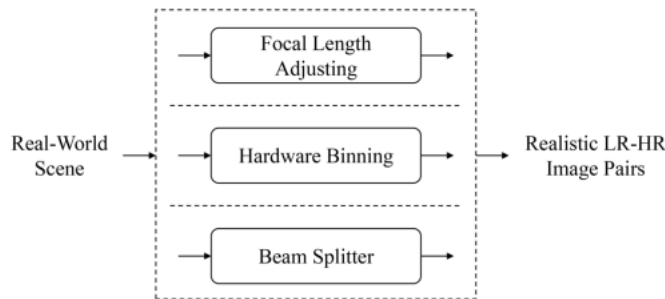 Focal Length
Adjusting
Real-World
Scene
Hardware Binning
Realistic LR-HR
Image Pairs
Beam Splitter